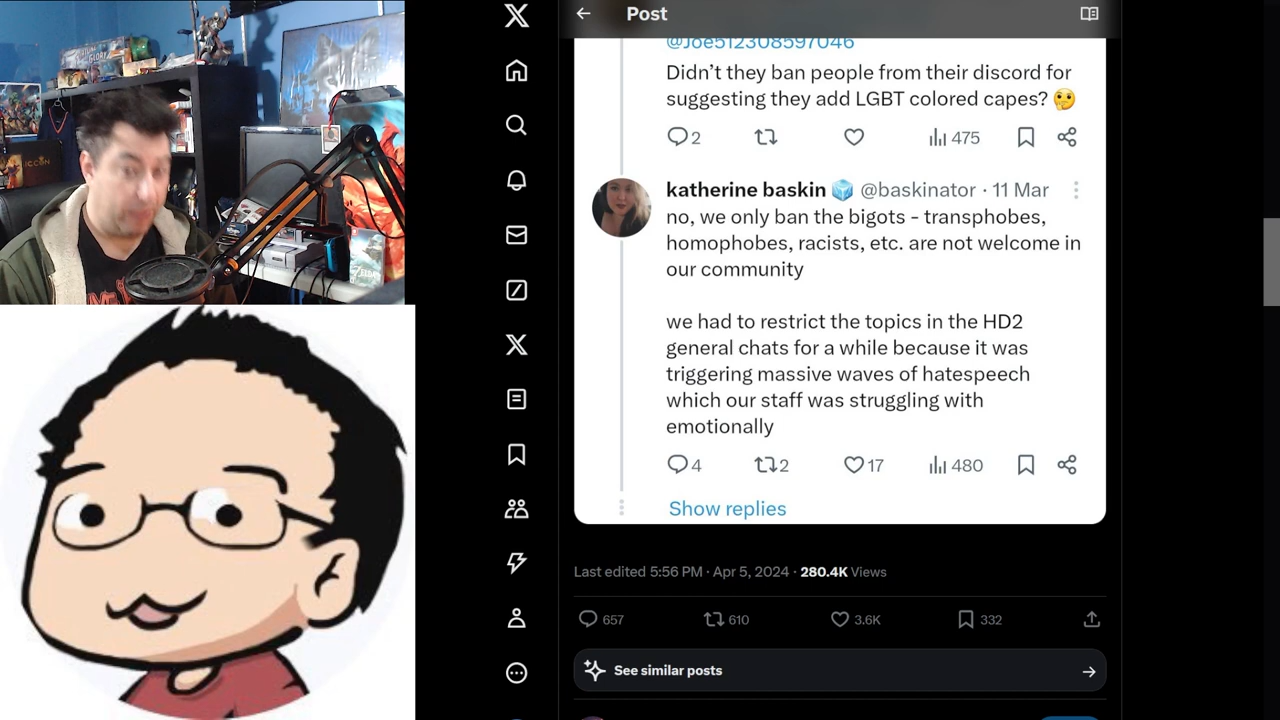 Post
@Joe512308597046
Didn’t they ban people from their discord for
suggesting they add LGBT colored capes? 🤔
2
475
katherine baskin @baskinator · 11 Mar
no, we only ban the bigots - transphobes,
homophobes, racists, etc. are not welcome in
our community
we had to restrict the topics in the HD2
general chats for a while because it was
triggering massive waves of hatespeech
which our staff was struggling with
emotionally
4
2
17
480
Show replies
Last edited 5:56 PM · Apr 5, 2024 · 280.4K Views
657
610
3.6K
332
See similar posts
GLORY